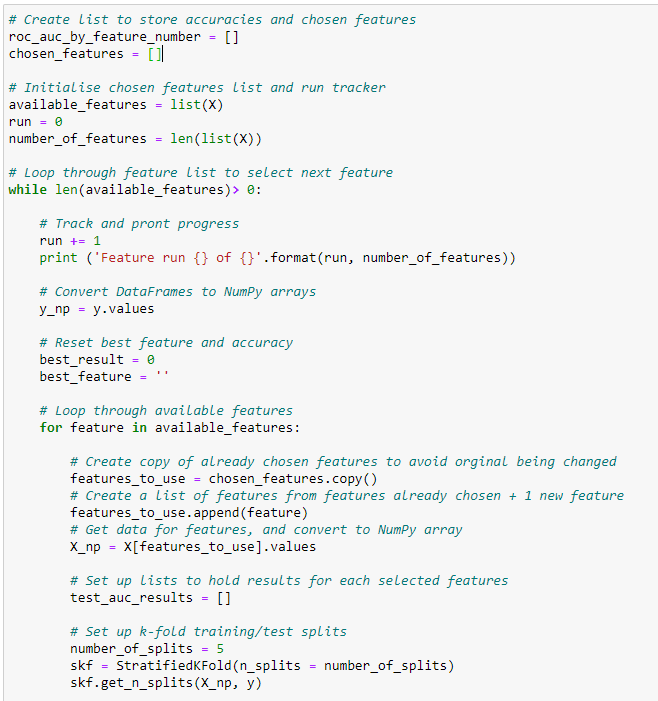 # Create list to store accuracies and chosen features
roc_auc_by_feature_number = []
chosen_features = []

# Initialise chosen features list and run tracker
available_features = list(X)
run = 0
number_of_features = len(list(X))

# Loop through feature list to select next feature
while len(available_features)> 0:

    # Track and pront progress
    run += 1
    print ('Feature run {} of {}'.format(run, number_of_features))

    # Convert DataFrames to NumPy arrays
    y_np = y.values

    # Reset best feature and accuracy
    best_result = 0
    best_feature = ''

    # Loop through available features
    for feature in available_features:

        # Create copy of already chosen features to avoid orginal being changed
        features_to_use = chosen_features.copy()
        # Create a list of features from features already chosen + 1 new feature
        features_to_use.append(feature)
        # Get data for features, and convert to NumPy array
        X_np = X[features_to_use].values

        # Set up lists to hold results for each selected features
        test_auc_results = []

        # Set up k-fold training/test splits
        number_of_splits = 5
        skf = StratifiedKFold(n_splits = number_of_splits)
        skf.get_n_splits(X_np, y)